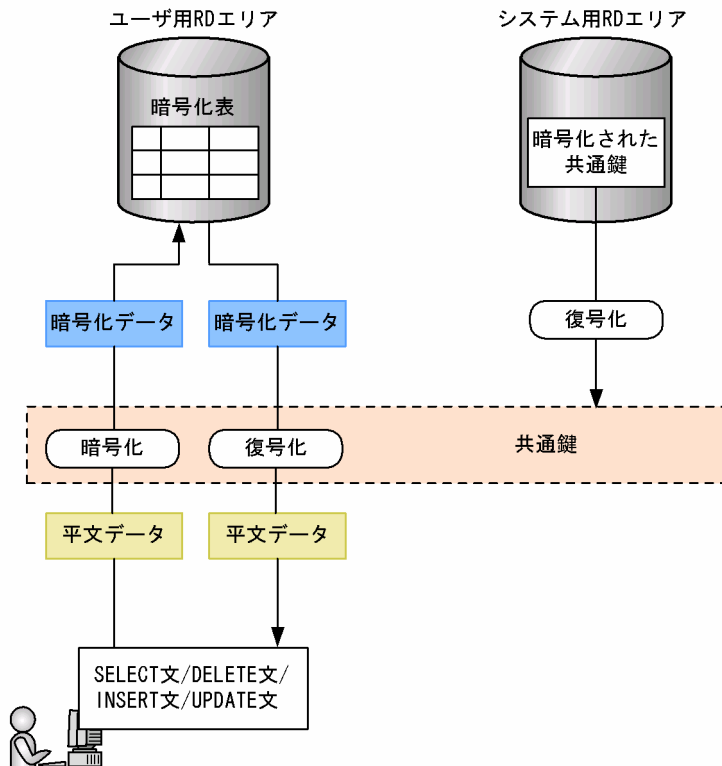 ユーザ用RDエリア
システム用RDエリア
暗号化表
暗号化された
共通鍵
暗号化データ
暗号化データ
復号化
暗号化
復号化
共通鍵
平文データ
平文データ
SELECT文/DELETE文/
INSERT文/UPDATE文